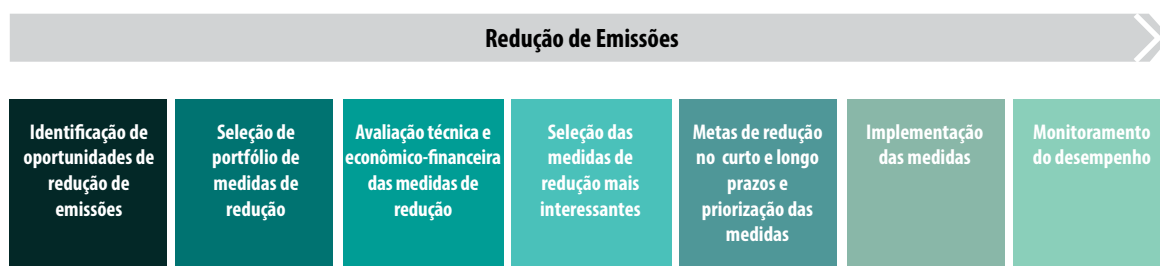 Redução de Emissões
Identificação de
oportunidades de
redução de
emissões
Seleção de
portfólio de
medidas de
redução
Avaliação técnica e
econômico-financeira
das medidas de
redução
Seleção das
medidas de
redução mais
interessantes
Metas de redução
no curto e longo
prazos e
priorização das
medidas
Implementação
das medidas
Monitoramento
do desempenho